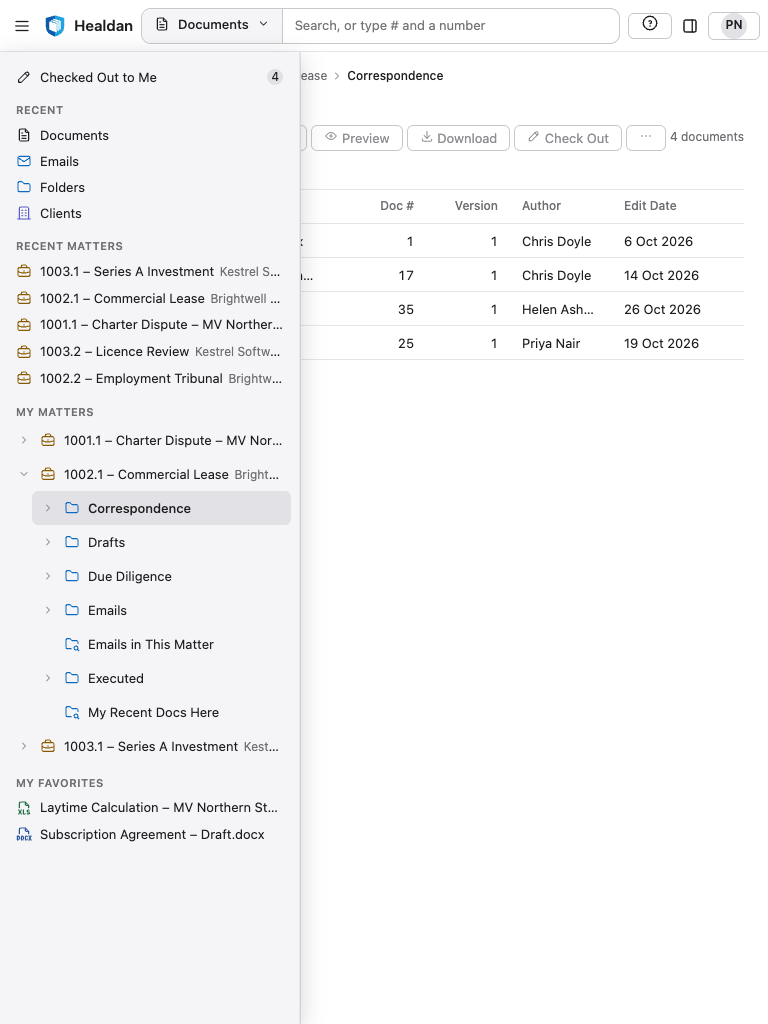 Healdan
Documents
Search, or type # and a number
PN
Checked Out to Me 4
RECENT
Documents
Emails
Folders
Clients
RECENT MATTERS
1003.1 – Series A Investment Kestrel S...
1002.1 – Commercial Lease Brightwell ...
1001.1 – Charter Dispute – MV Norther...
1003.2 – Licence Review Kestrel Softw...
1002.2 – Employment Tribunal Brightw...
MY MATTERS
1001.1 – Charter Dispute – MV Nor...
1002.1 – Commercial Lease Bright...
Correspondence
Drafts
Due Diligence
Emails
Emails in This Matter
Executed
My Recent Docs Here
1003.1 – Series A Investment Kest...
MY FAVORITES
XLS Laytime Calculation – MV Northern St...
DOCX Subscription Agreement – Draft.docx
ease › Correspondence
Preview
Download
Check Out
...
4 documents
Doc # Version Author Edit Date
1 1 Chris Doyle 6 Oct 2026
17 1 Chris Doyle 14 Oct 2026
35 1 Helen Ash... 26 Oct 2026
25 1 Priya Nair 19 Oct 2026